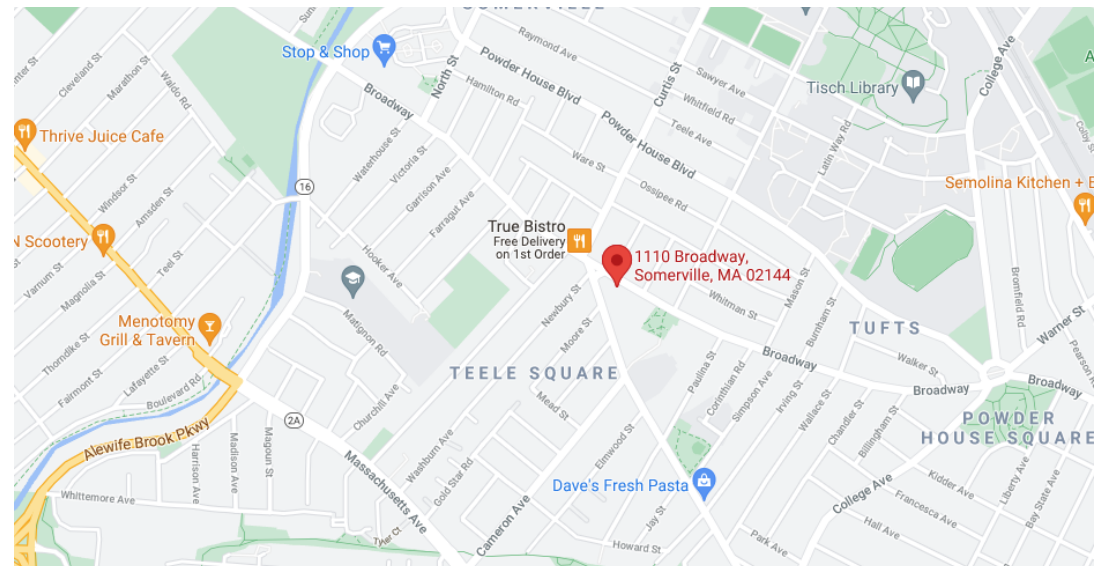 SOMERVILLE
Stop & Shop
Raymond Ave
Powder House Blvd
North St
Hamilton Rd
Broadway
Curtis St
Sawyer Ave
Whitfield Rd
Teele Ave
Tisch Library
College Ave
Cleveland St
Marathon St
Waldo Rd
Thrive Juice Cafe
Waterhouse St
Victoria St
Garrison Ave
Farragut Ave
Ware St
Powder House Blvd
Ossipee Rd
Latin Way Rd
Colby St
Semolina Kitchen + B
16
Windsor St
Amsden St
N Scootery
Teel St
Varnum St
Magnolia St
Hooker Ave
True Bistro
Free Delivery
on 1st Order
1110 Broadway,
Somerville, MA 02144
Mason St
Whitman St
Bromfield Rd
Warner St
Pearson
Newbury St
Moore St
Menotomy
Grill & Tavern
Matignon Rd
Thorndike St
Fairmont St
Lafayette St
Boulevard Rd
TEELE SQUARE
Burnham St
TUFTS
Walker St
Broadway
Broadway
Broadway
Paulina St
Corinthian Rd
Simpson Ave
Irving St
Wallace St
Chandler St
Billingham St
POWDER
HOUSE SQUARE
Mead St
Elmwood St
Churchill Ave
2A
Alewife Brook Pkwy
Harrison Ave
Madison Ave
Magoun St
Massachusetts Ave
Washburn Ave
Gold Star Rd
Cameron Ave
Whittemore Ave
Dave's Fresh Pasta
Jay St
Howard St
Park Ave
College Ave
Kidder Ave
Francesca Ave
Hall Ave
Liberty Ave
Bay State Ave